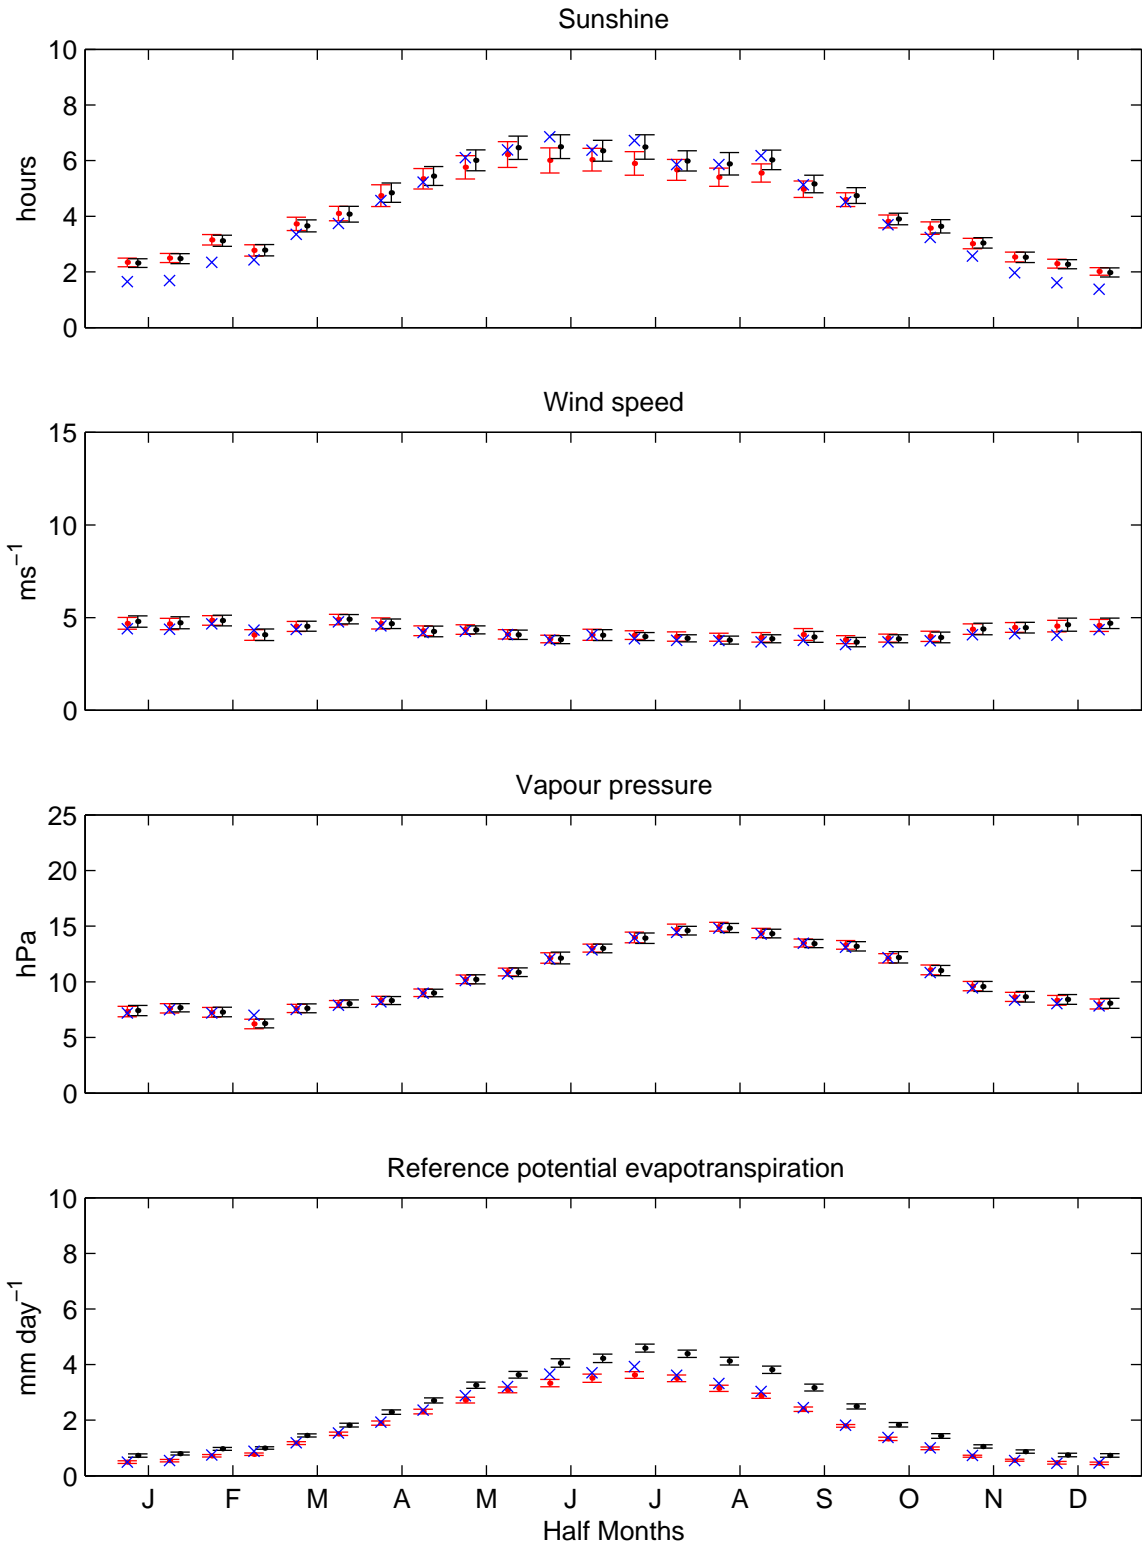 Sunshine
10
8
6
4
2
0
hours
Wind speed
15
10
5
0
ms⁻¹
Vapour pressure
25
20
15
10
5
0
hPa
Reference potential evapotranspiration
10
8
6
4
2
0
mm day⁻¹
J F M A M J J A S O N D
Half Months